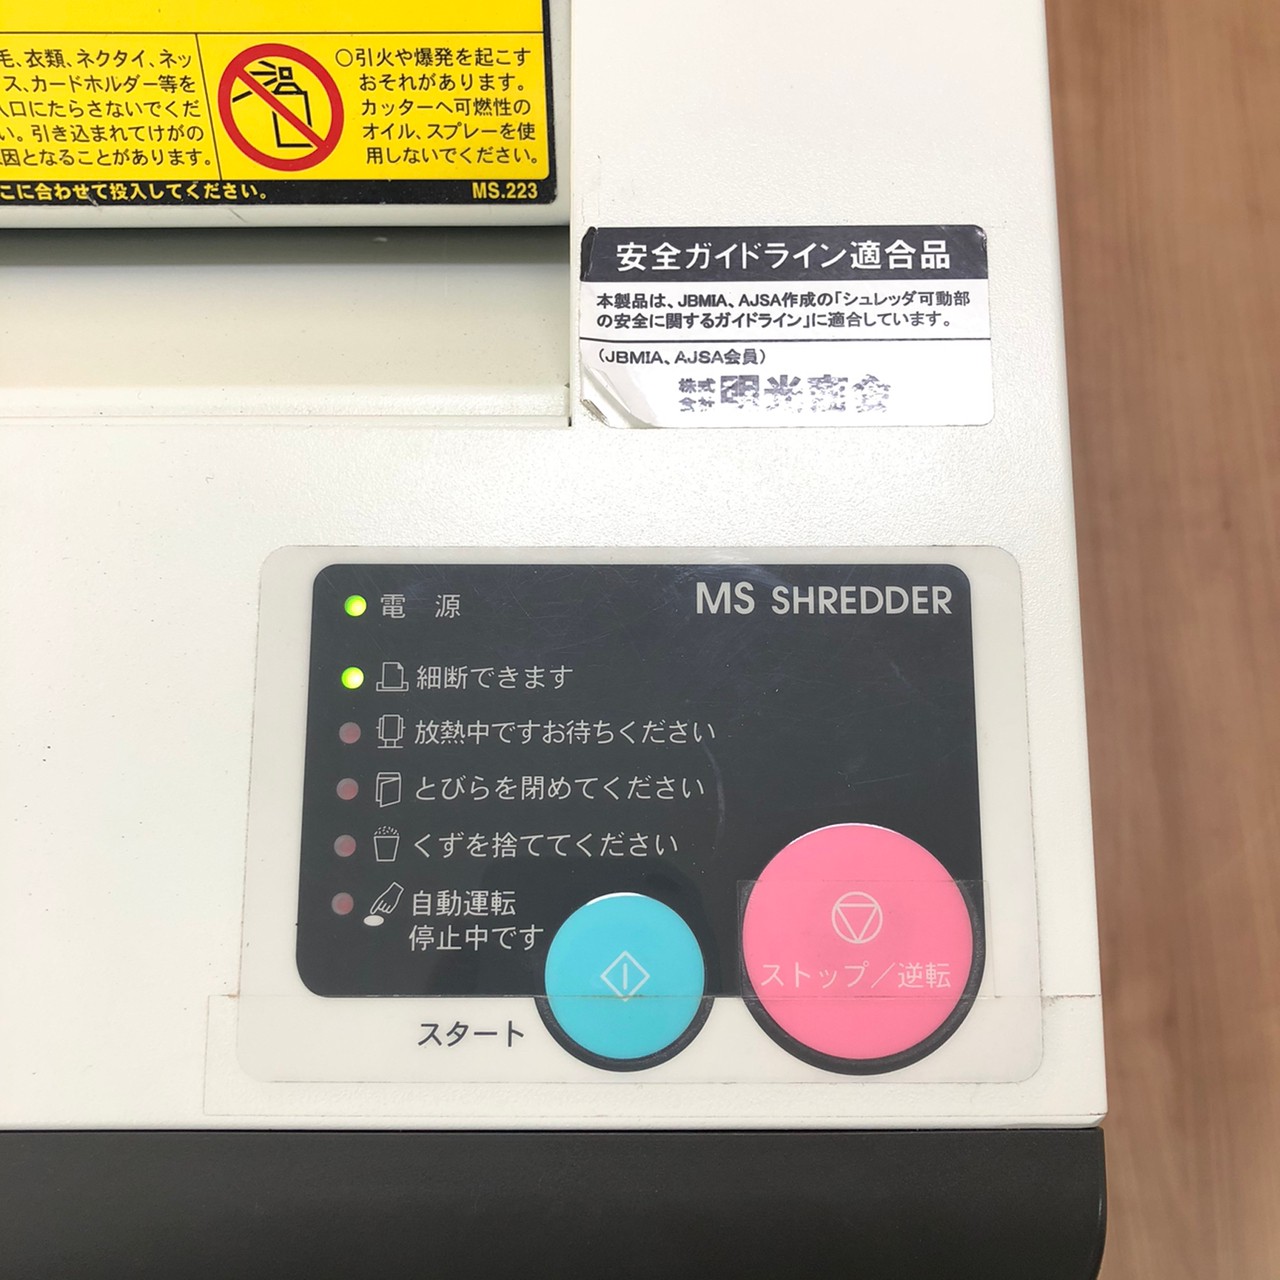 毛、衣類、ネクタイ、ネッ
ス、カードホルダー等を
入口にたらさないでくだ
い。引き込まれてけがの
因となることがあります。
○引火や爆発を起こす
おそれがあります。
カッターへ可燃性の
オイル、スプレーを使
用しないでください。
こに合わせて投入してください。
MS.223
安全ガイドライン適合品
本製品は、JBMIA、AJSA作成の「シュレッダ可動部
の安全に関するガイドライン」に適合しています。
(JBMIA、AJSA会員)
株式会社 明光商会
MS SHREDDER
電 源
細断できます
放熱中ですお待ちください
とびらを閉めてください
くずを捨ててください
自動運転
停止中です
ストップ/逆転
スタート